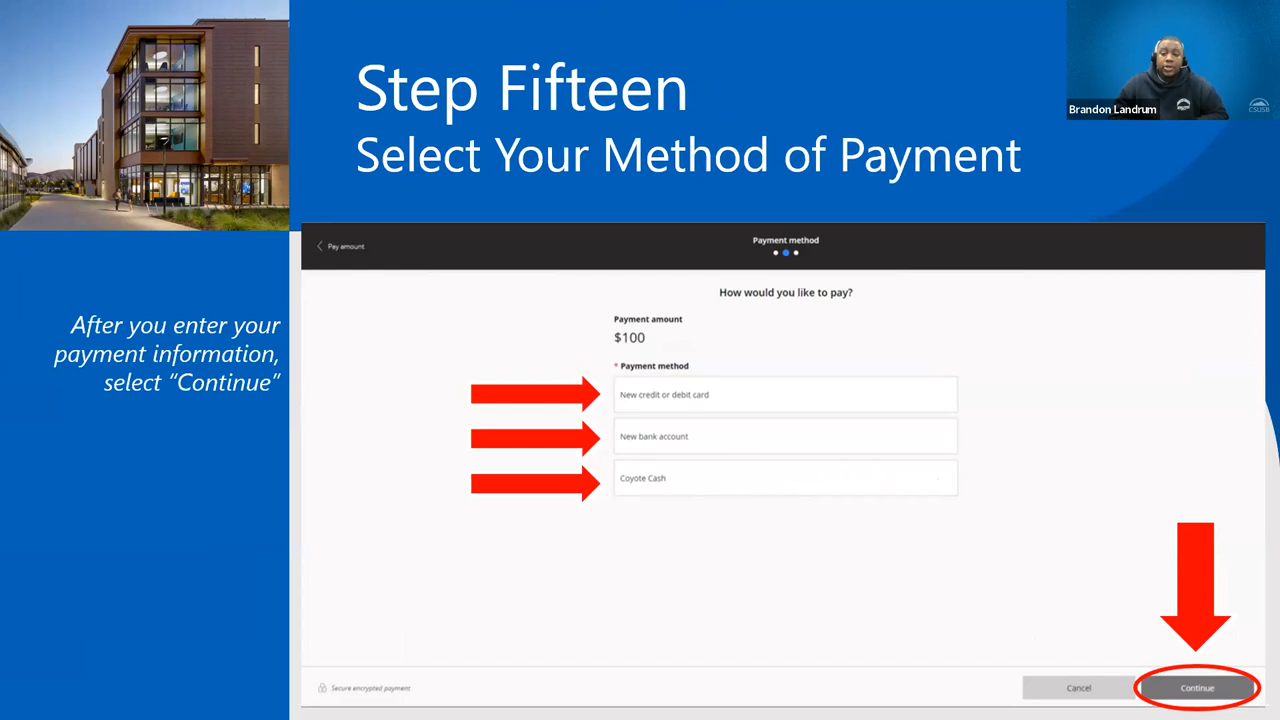 Step Fifteen
Select Your Method of Payment
Brandon Landrum
CSUSB
After you enter your
payment information,
select “Continue”
Pay amount
Payment method
How would you like to pay?
Payment amount
$100
* Payment method
New credit or debit card
New bank account
Coyote Cash
Secure encrypted payment
Cancel
Continue